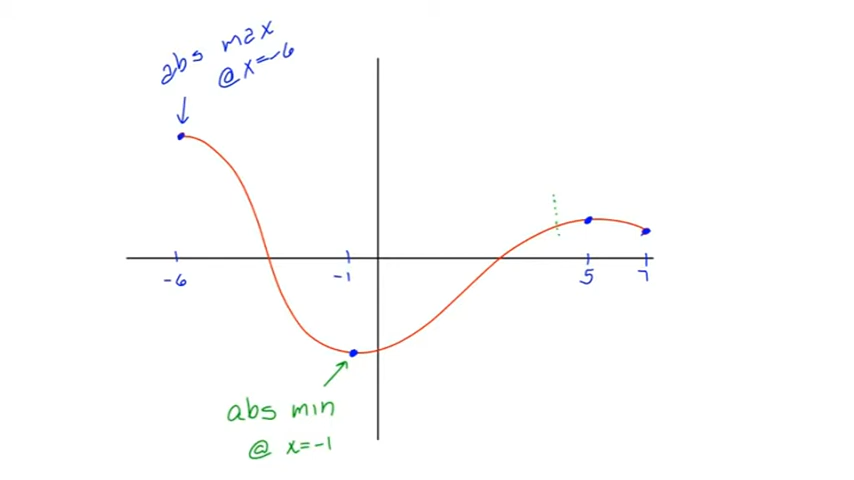 abs max
@ x=-6
-6
-1
5
7
abs min
@ x=-1